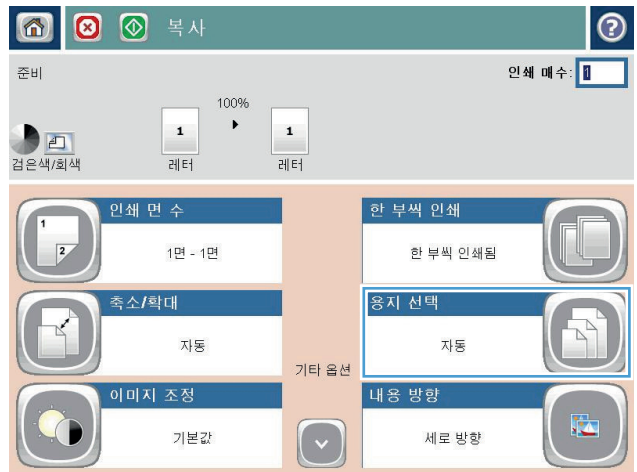 복사
준비
인쇄 매수: 1
100%
1 1
검은색/회색 레터 레터
인쇄 면 수
1
2
1면 - 1면
한 부씩 인쇄
한 부씩 인쇄됨
축소/확대
자동
용지 선택
자동
기타 옵션
이미지 조정
기본값
내용 방향
세로 방향